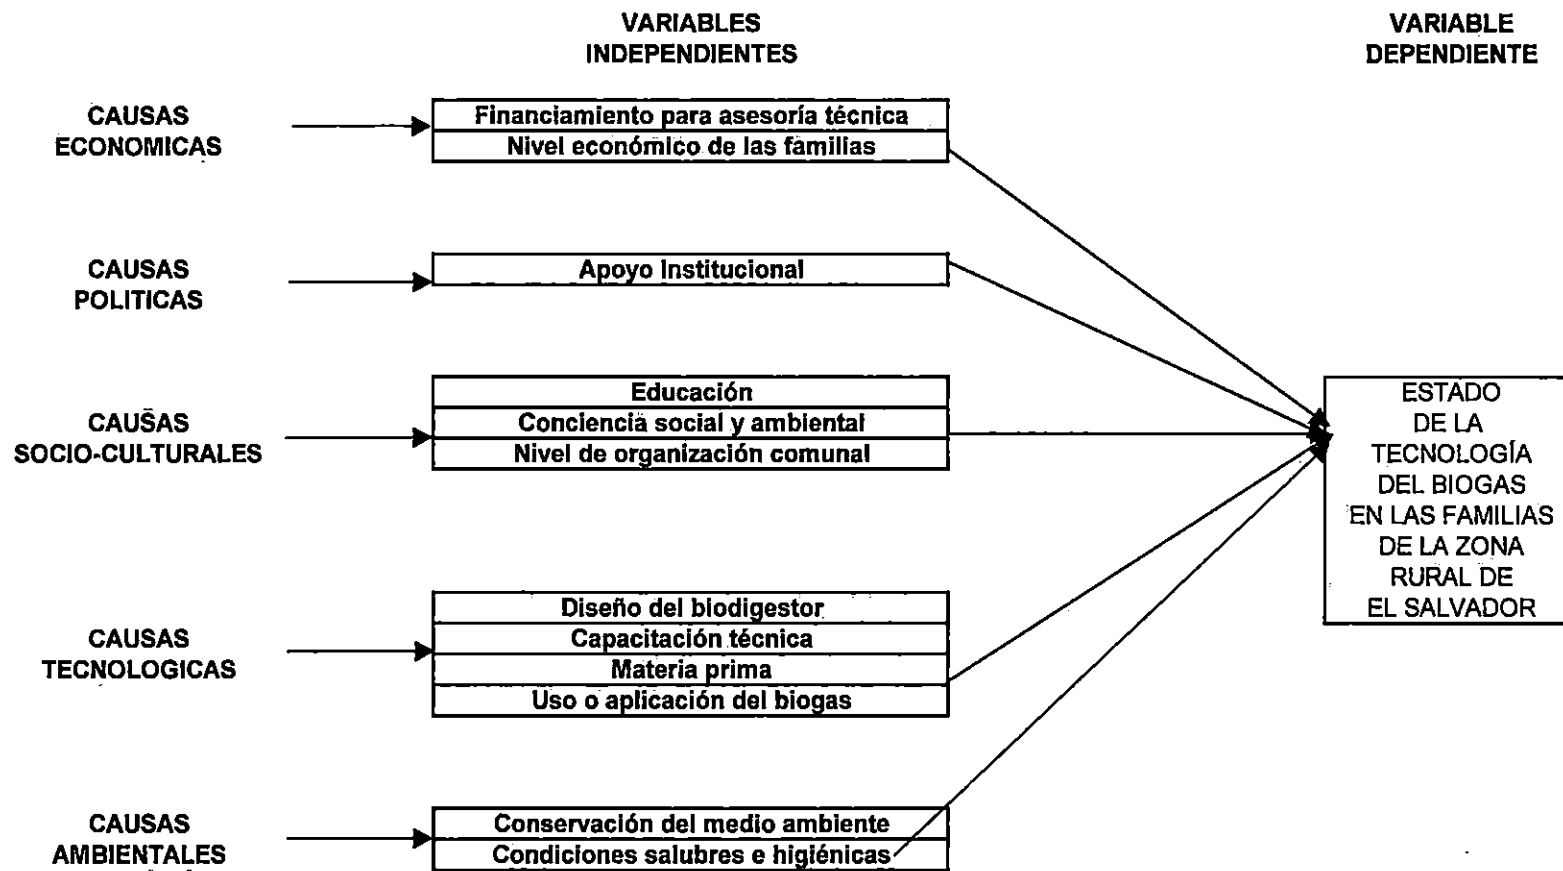 VARIABLES
INDEPENDIENTES
VARIABLE
DEPENDIENTE
CAUSAS
ECONOMICAS
Financiamiento para asesoría técnica
Nivel económico de las familias
CAUSAS
POLITICAS
Apoyo Institucional
CAUSAS
SOCIO-CULTURALES
Educación
Conciencia social y ambiental
Nivel de organización comunal
CAUSAS
TECNOLOGICAS
Diseño del biodigestor
Capacitación técnica
Materia prima
Uso o aplicación del biogas
CAUSAS
AMBIENTALES
Conservación del medio ambiente
Condiciones salubres e higiénicas
ESTADO
DE LA
TECNOLOGÍA
DEL BIOGAS
EN LAS FAMILIAS
DE LA ZONA
RURAL DE
EL SALVADOR